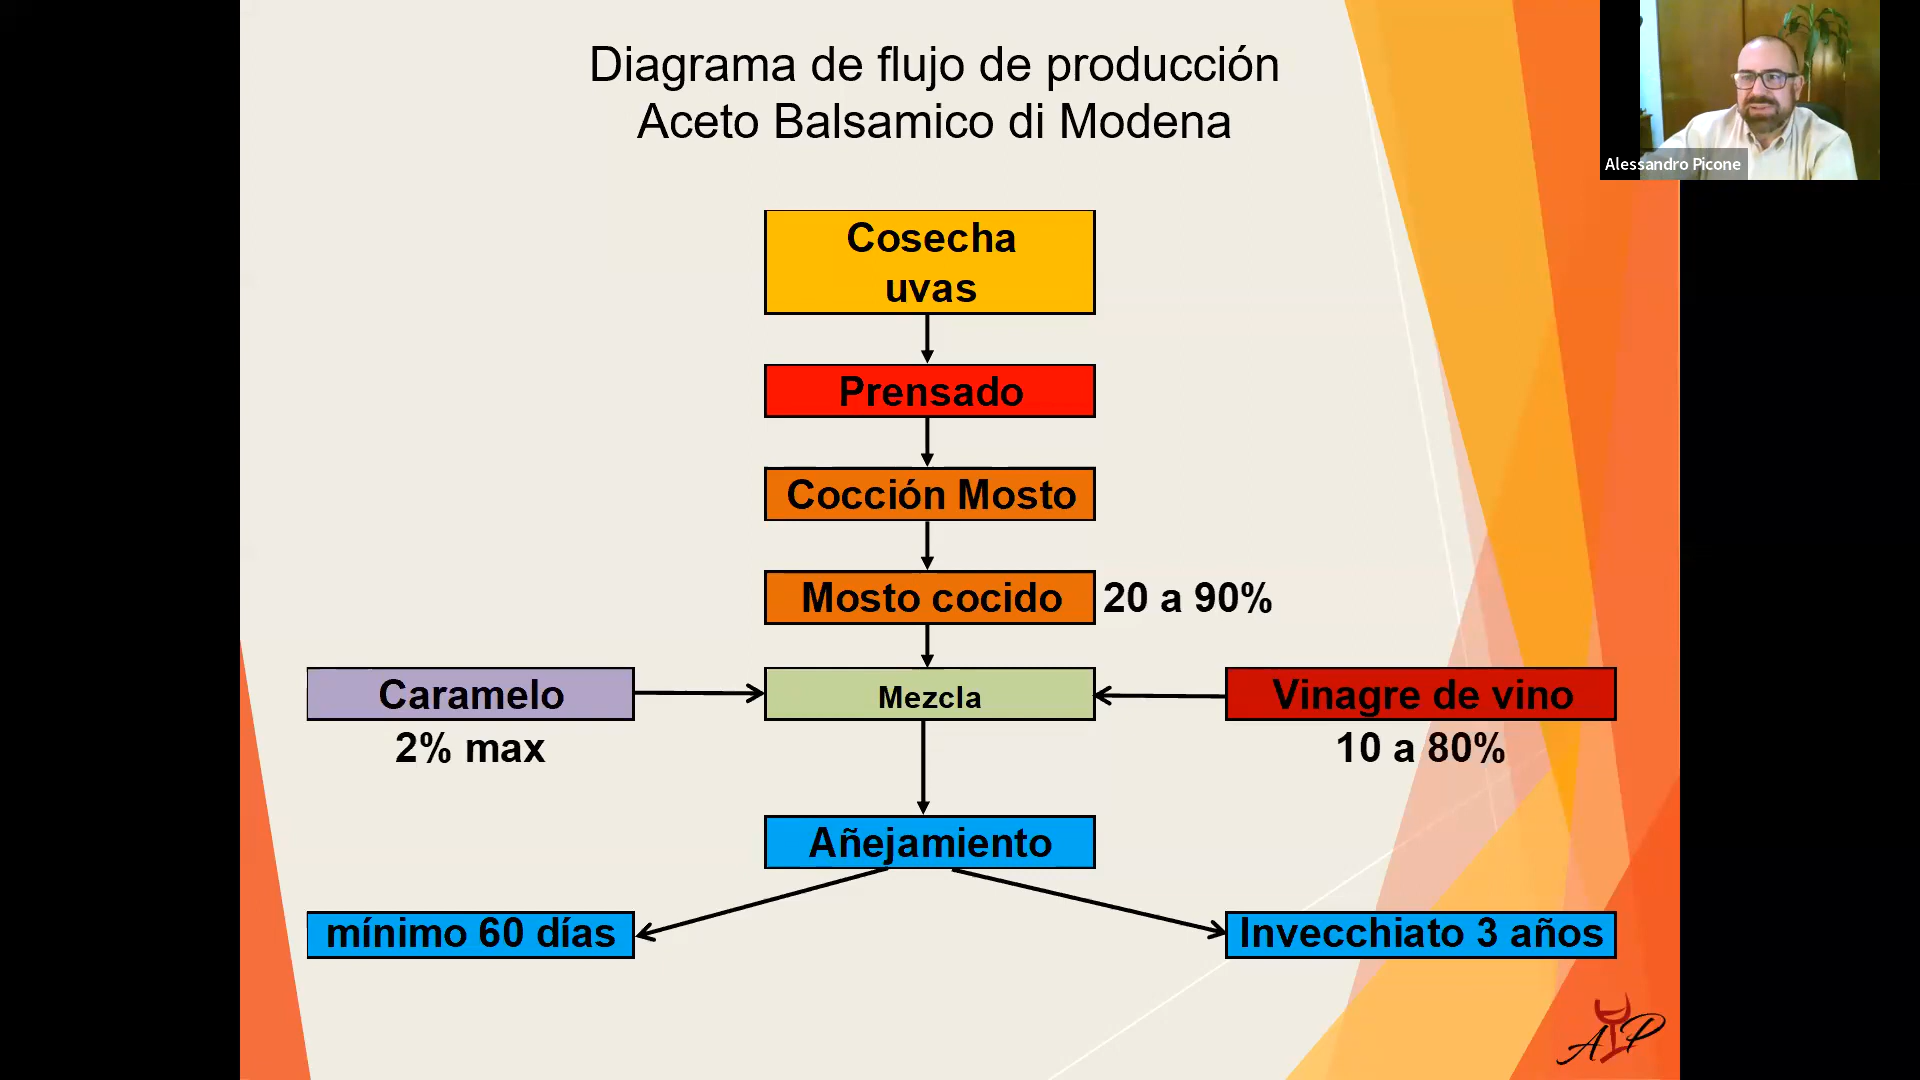 Diagrama de flujo de producción
Aceto Balsamico di Modena
Alessandro Picone
Cosecha
uvas
Prensado
Cocción Mosto
Mosto cocido 20 a 90%
Caramelo
Mezcla
Vinagre de vino
2% max
10 a 80%
Añejamiento
mínimo 60 días
Invecchiato 3 años
AP